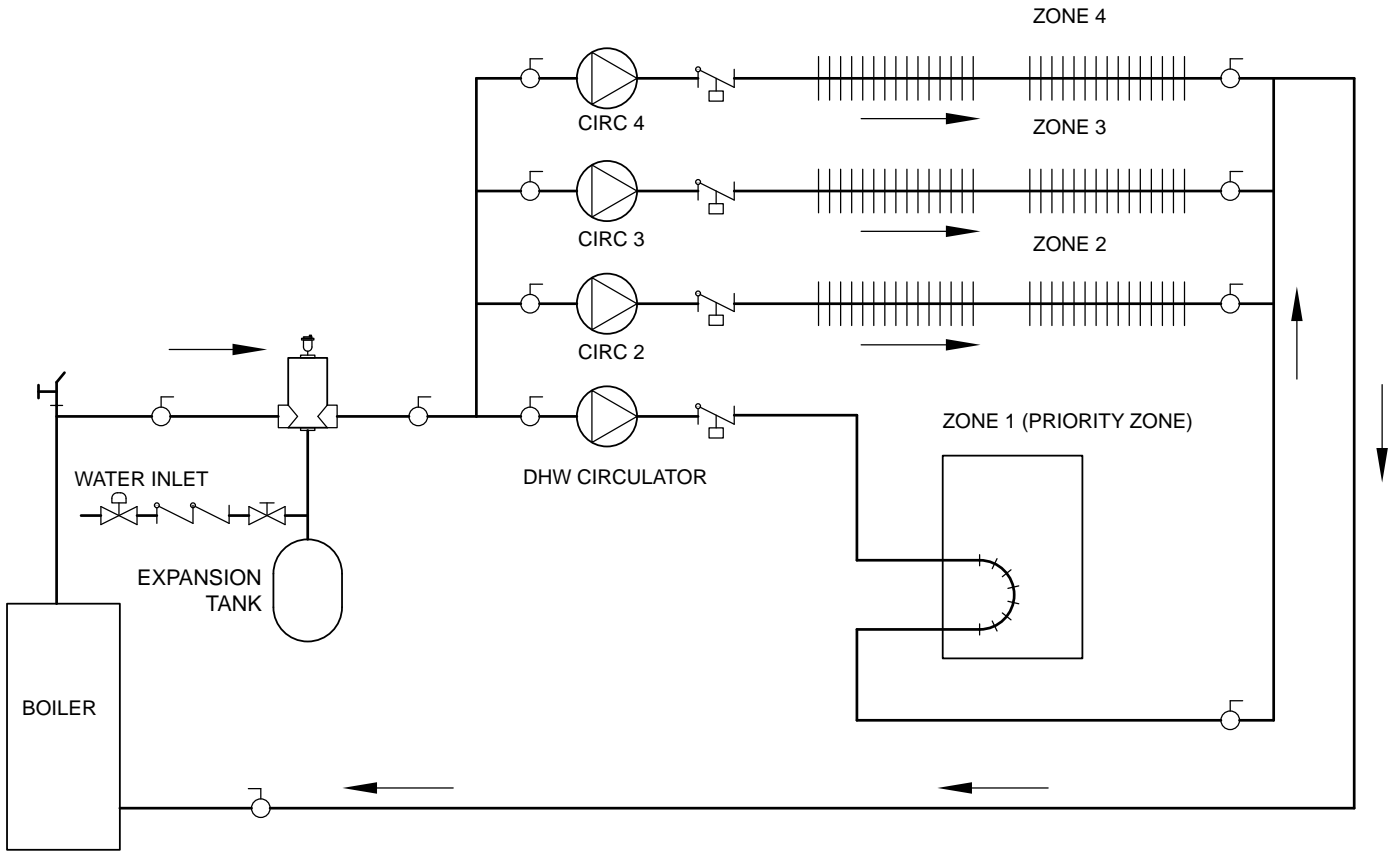 ZONE 4
CIRC 4
ZONE 3
CIRC 3
ZONE 2
CIRC 2
ZONE 1 (PRIORITY ZONE)
DHW CIRCULATOR
WATER INLET
EXPANSION
TANK
BOILER